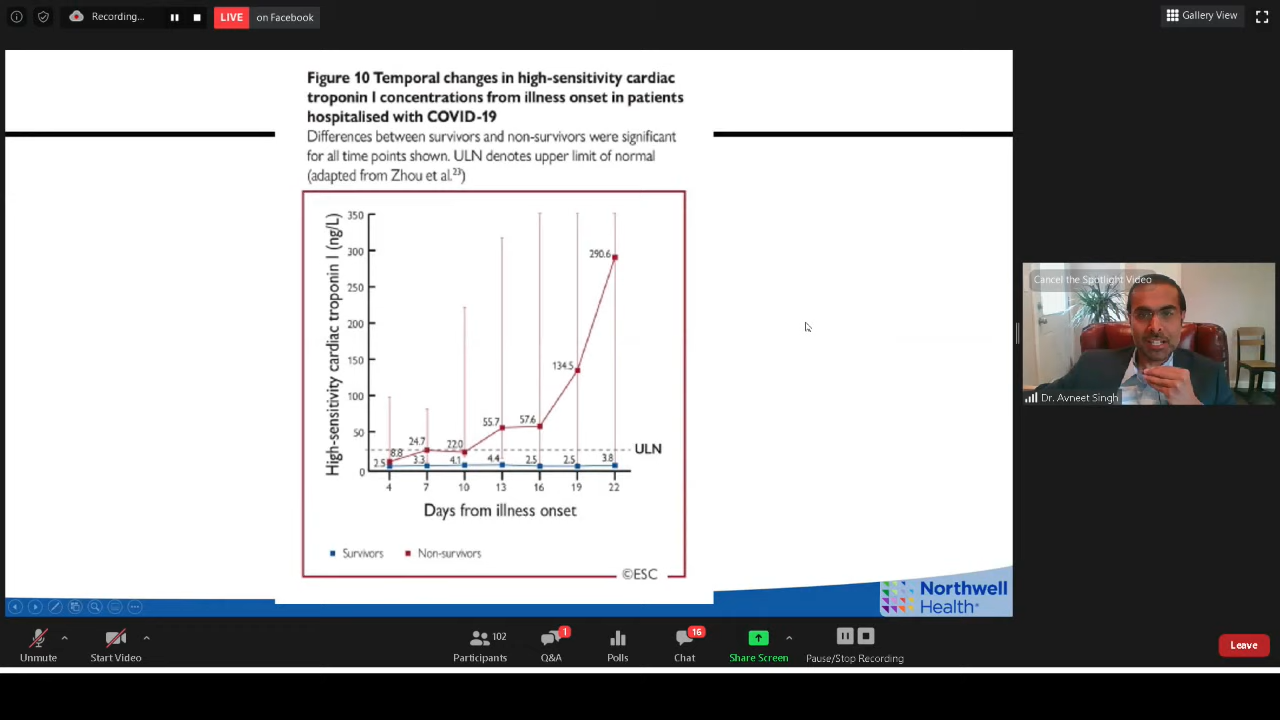 Recording...
LIVE on Facebook
Gallery View
Figure 10 Temporal changes in high-sensitivity cardiac
troponin I concentrations from illness onset in patients
hospitalised with COVID-19
Differences between survivors and non-survivors were significant
for all time points shown. ULN denotes upper limit of normal
(adapted from Zhou et al.²³)
High-sensitivity cardiac troponin I (ng/L)
350
300
250
200
150
100
50
0
290.6
134.5
55.7 57.6
24.7 22.0
8.8
2.5 3.3 4.1 4.4 2.5 2.5 3.8
ULN
4 7 10 13 16 19 22
Days from illness onset
Survivors Non-survivors
©ESC
Northwell
Health®
Cancel the Spotlight Video
Dr. Avneet Singh
Unmute
Start Video
102
Participants
1
Q&A
Polls
16
Chat
Share Screen
Pause/Stop Recording
Leave